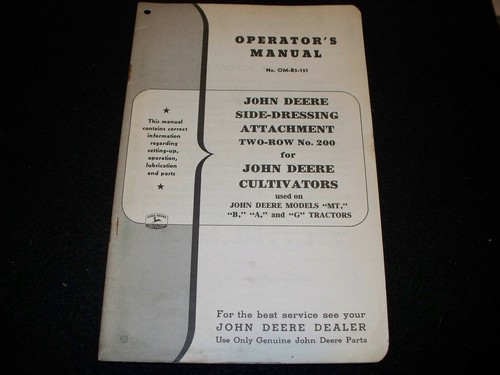 OPERATOR'S
MANUAL
No. OM-B5-151
★
This manual
contains correct
information
regarding
setting-up,
operation,
lubrication
and parts
★
JOHN DEERE
SIDE-DRESSING
ATTACHMENT
TWO-ROW No. 200
for
JOHN DEERE
CULTIVATORS
used on
JOHN DEERE MODELS "MT,"
"B," "A," and "G" TRACTORS
JOHN DEERE
For the best service see your
JOHN DEERE DEALER
Use Only Genuine John Deere Parts